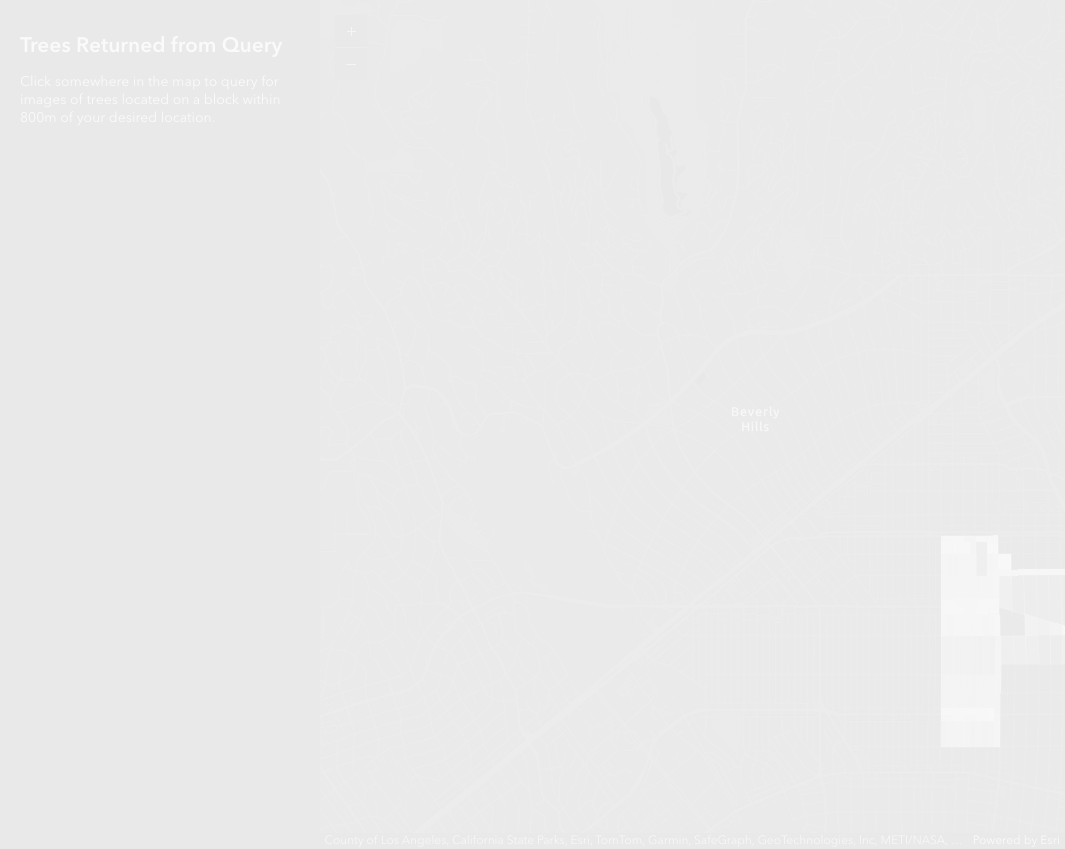 Trees Returned from Query
Click somewhere in the map to query for
images of trees located on a block within
800m of your desired location.
+
−
Beverly
Hills
County of Los Angeles, California State Parks, Esri, TomTom, Garmin, SafeGraph, GeoTechnologies, Inc, METI/NASA,
Powered by Esri